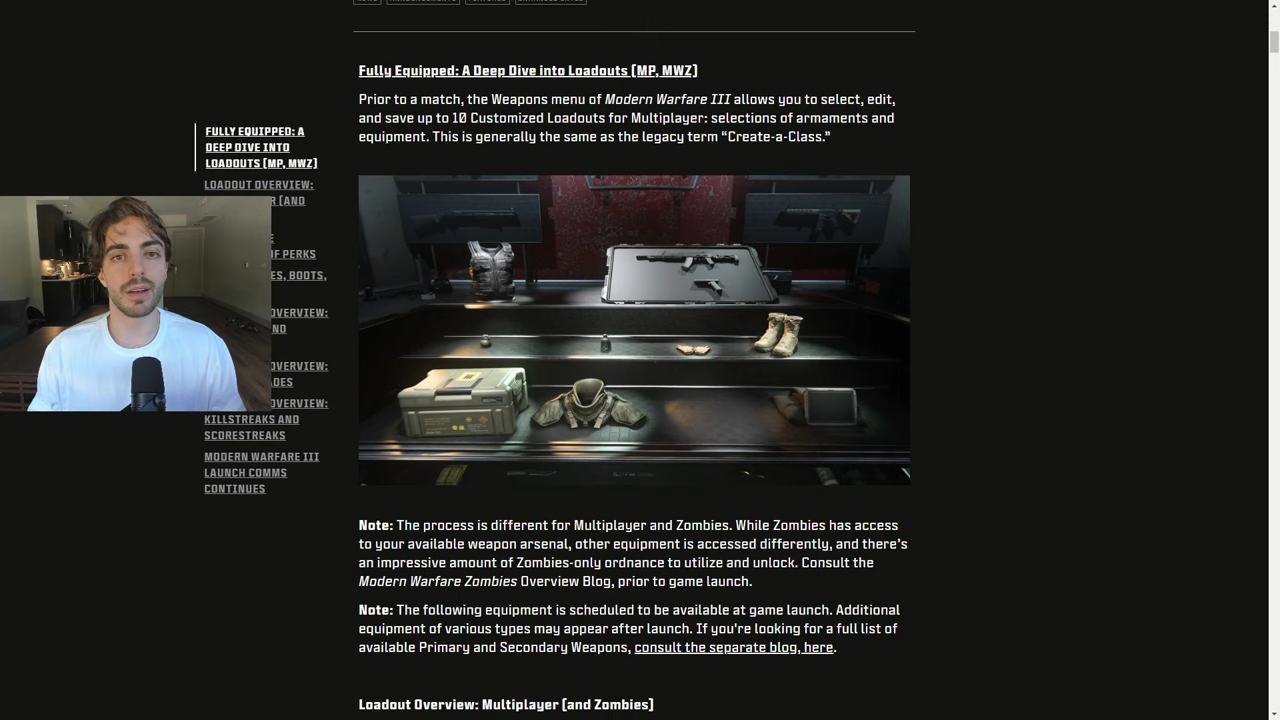 Fully Equipped: A Deep Dive into Loadouts [MP, MWZ]
Prior to a match, the Weapons menu of Modern Warfare III allows you to select, edit,
and save up to 10 Customized Loadouts for Multiplayer: selections of armaments and
equipment. This is generally the same as the legacy term “Create-a-Class.”
FULLY EQUIPPED: A
DEEP DIVE INTO
LOADOUTS [MP, MWZ]
LOADOUT OVERVIEW:
[AND
OF PERKS
BOOTS,
OVERVIEW:
OVERVIEW:
OVERVIEW:
KILLSTREAKS AND
SCORESTREAKS
MODERN WARFARE III
LAUNCH COMMS
CONTINUES
Note: The process is different for Multiplayer and Zombies. While Zombies has access
to your available weapon arsenal, other equipment is accessed differently, and there’s
an impressive amount of Zombies-only ordnance to utilize and unlock. Consult the
Modern Warfare Zombies Overview Blog, prior to game launch.
Note: The following equipment is scheduled to be available at game launch. Additional
equipment of various types may appear after launch. If you're looking for a full list of
available Primary and Secondary Weapons, consult the separate blog, here.
Loadout Overview: Multiplayer [and Zombies]